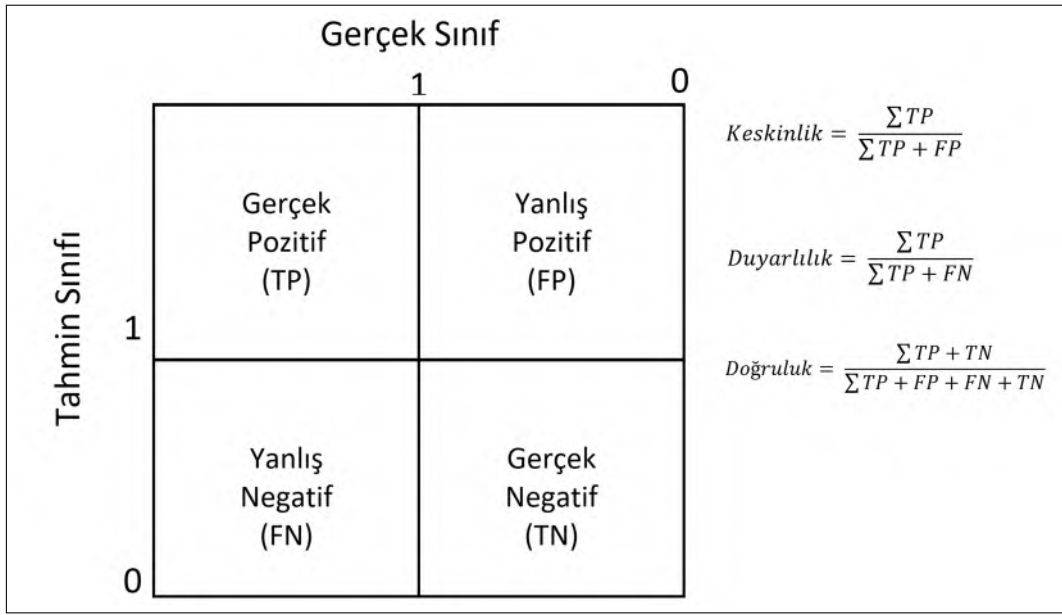 Gerçek Sınıf
1
0
Tahmin Sınıfı
1
0
Gerçek
Pozitif
(TP)
Yanlış
Pozitif
(FP)
Yanlış
Negatif
(FN)
Gerçek
Negatif
(TN)
Keskinlik = ∑ TP / ∑ TP + FP
Duyarlılık = ∑ TP / ∑ TP + FN
Doğruluk = ∑ TP + TN / ∑ TP + FP + FN + TN